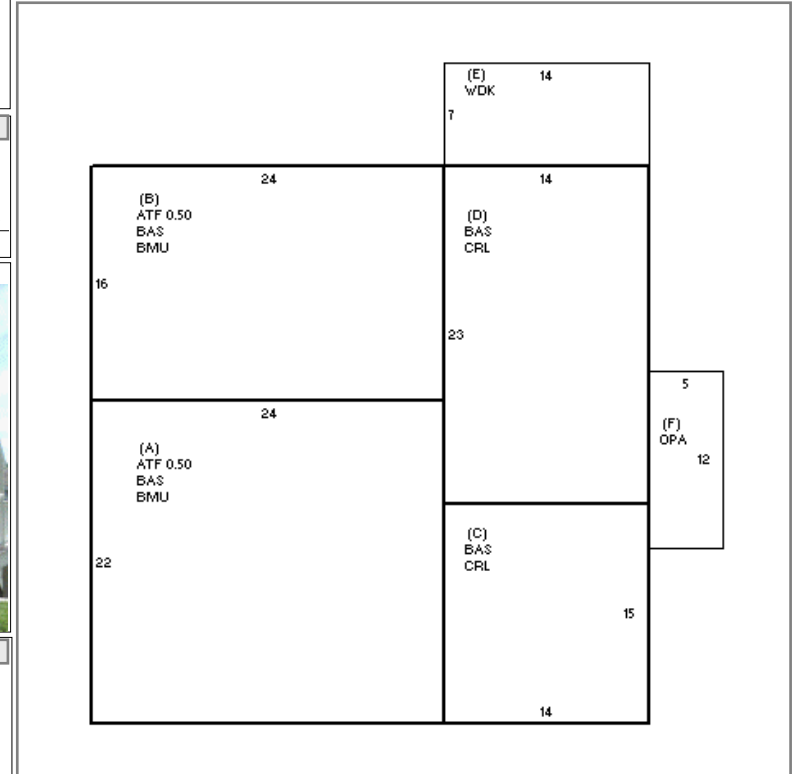 (E)
WDK
14
7
24
(B)
ATF 0.50
BAS
BMU
16
14
(D)
BAS
CRL
23
5
(F)
OPA
12
24
(A)
ATF 0.50
BAS
BMU
22
(C)
BAS
CRL
15
14